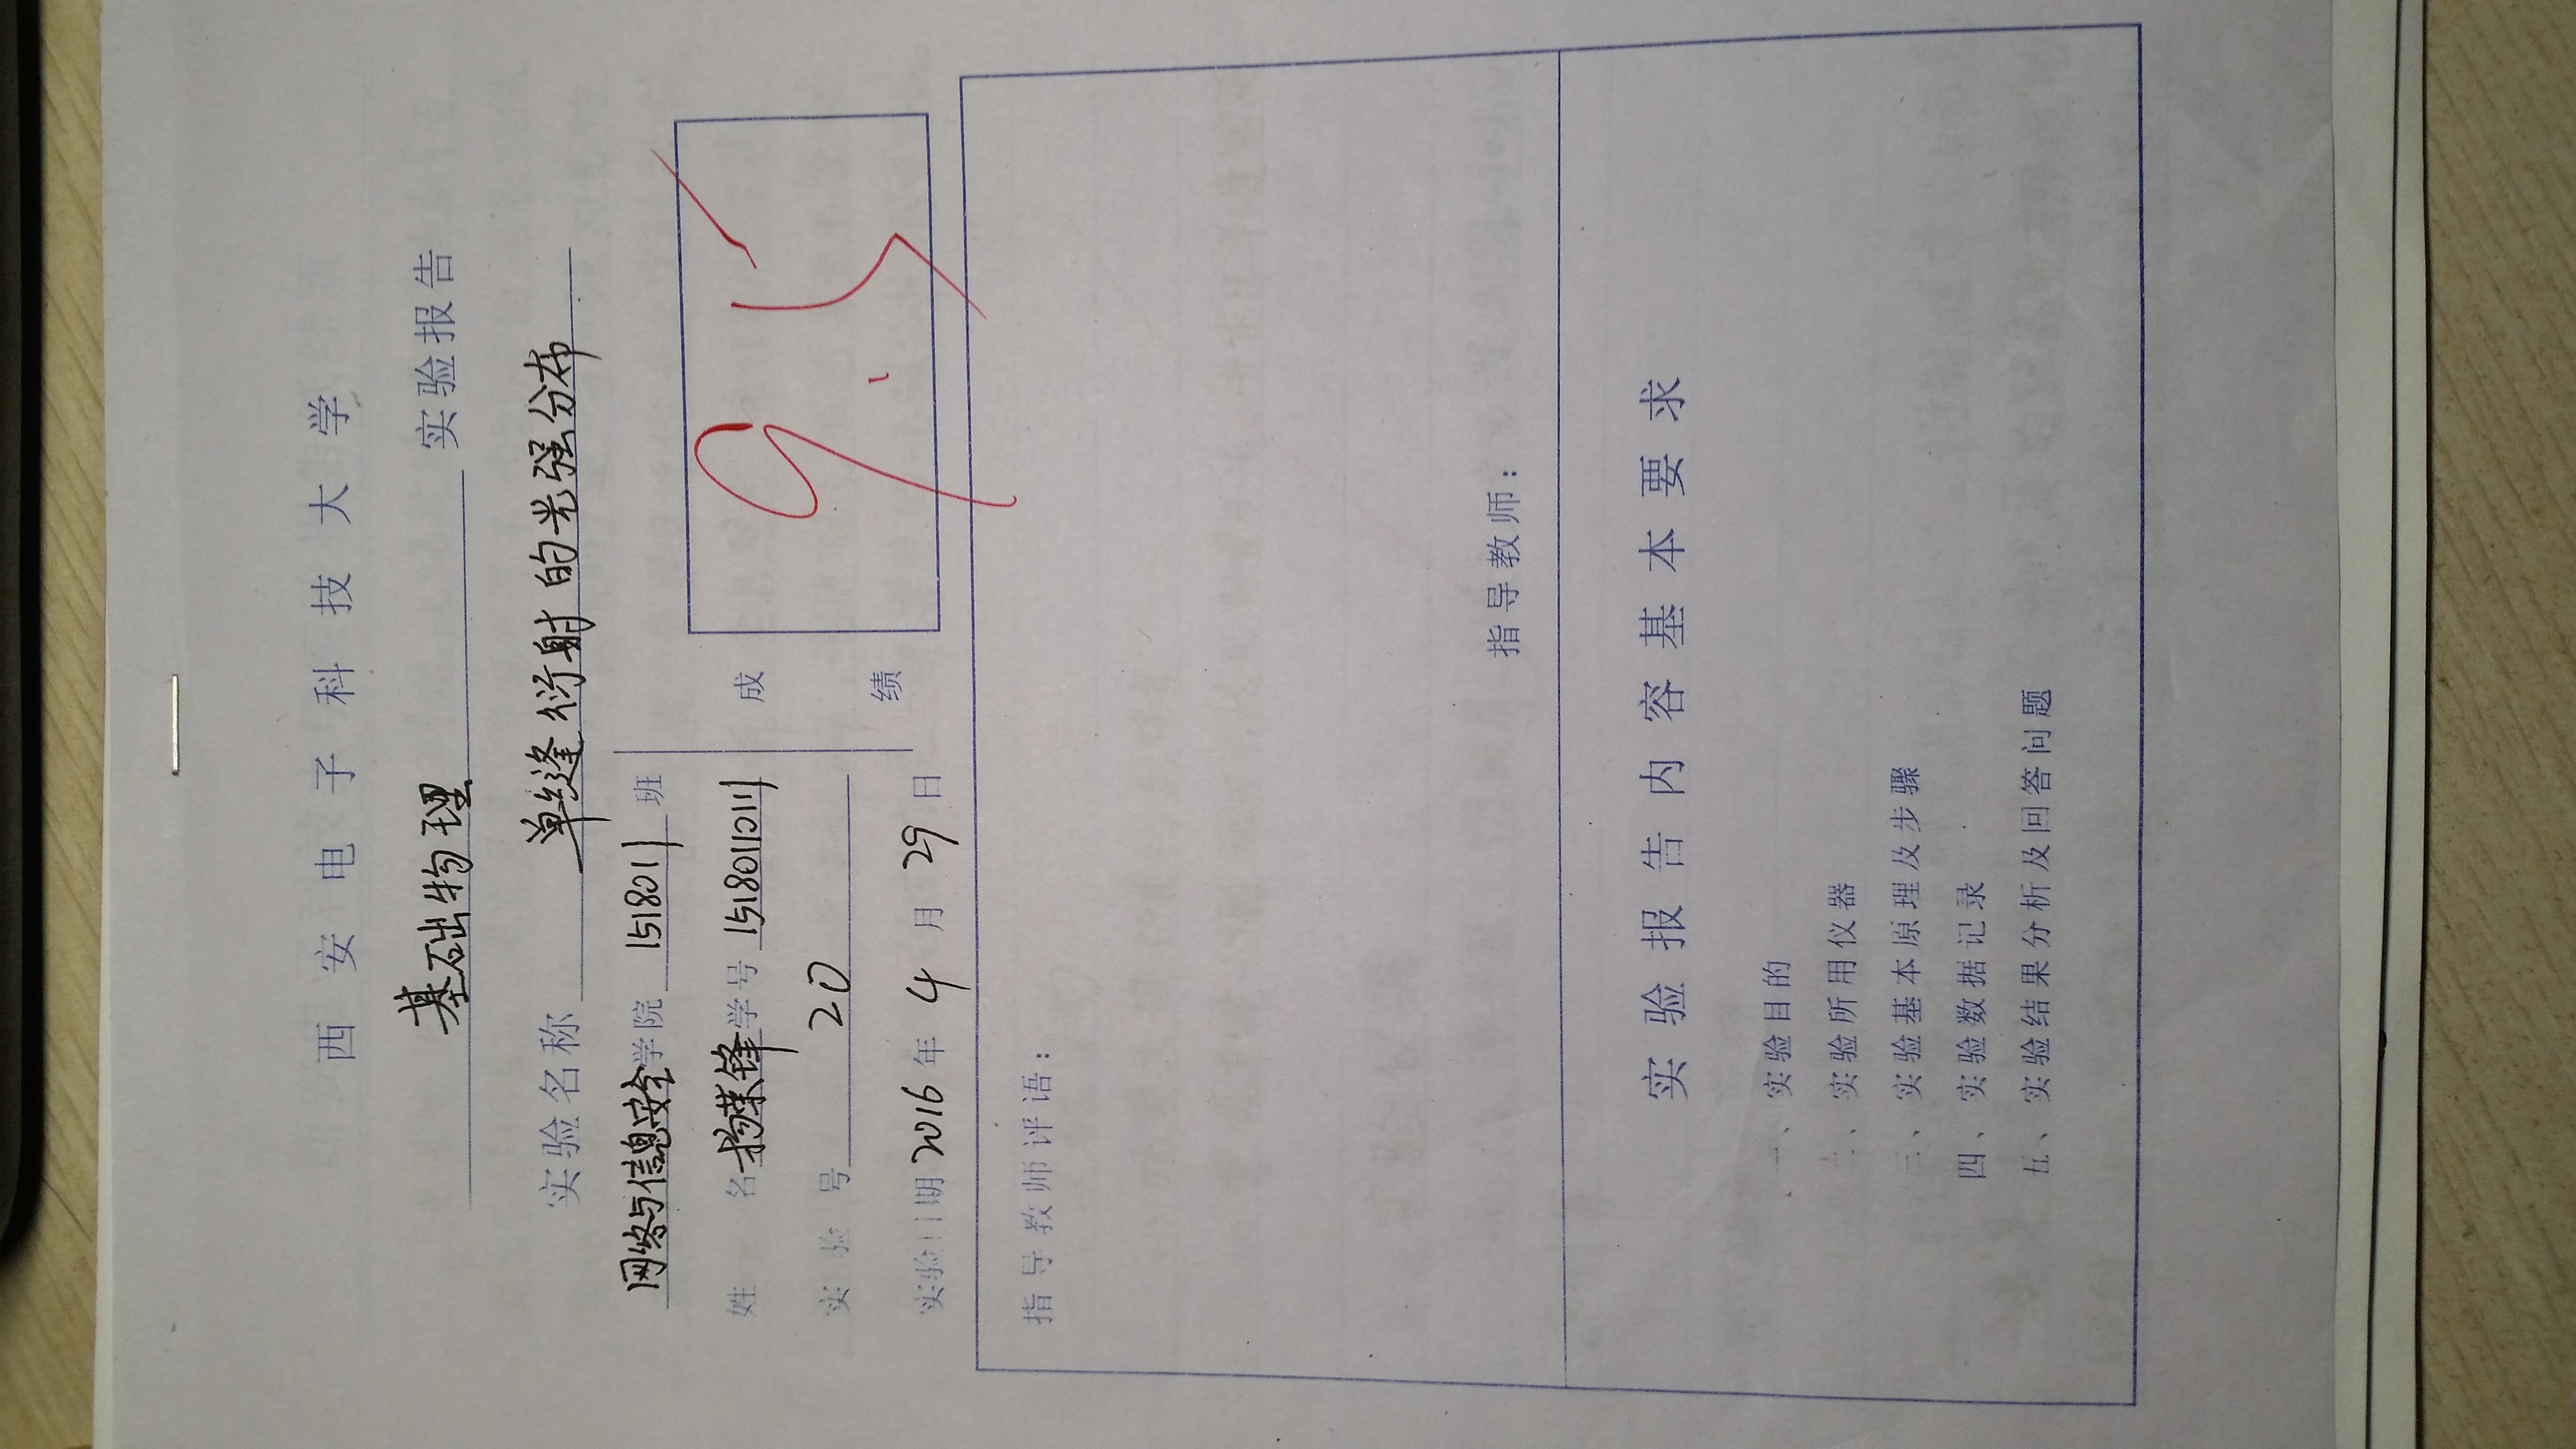 西安电子科技大学
基础物理 实验报告
实验名称 单缝衍射的光强分布
网络与信息安全学院 1518011 班
姓名 杨荣锋 学号 15180110111
实验号 20
实验日期 2016 年 4 月 29 日
成绩 9.5
指导教师评语：
指导教师：
实验报告内容基本要求
一、实验目的
二、实验所用仪器
三、实验基本原理及步骤
四、实验数据记录
五、实验结果分析及回答问题